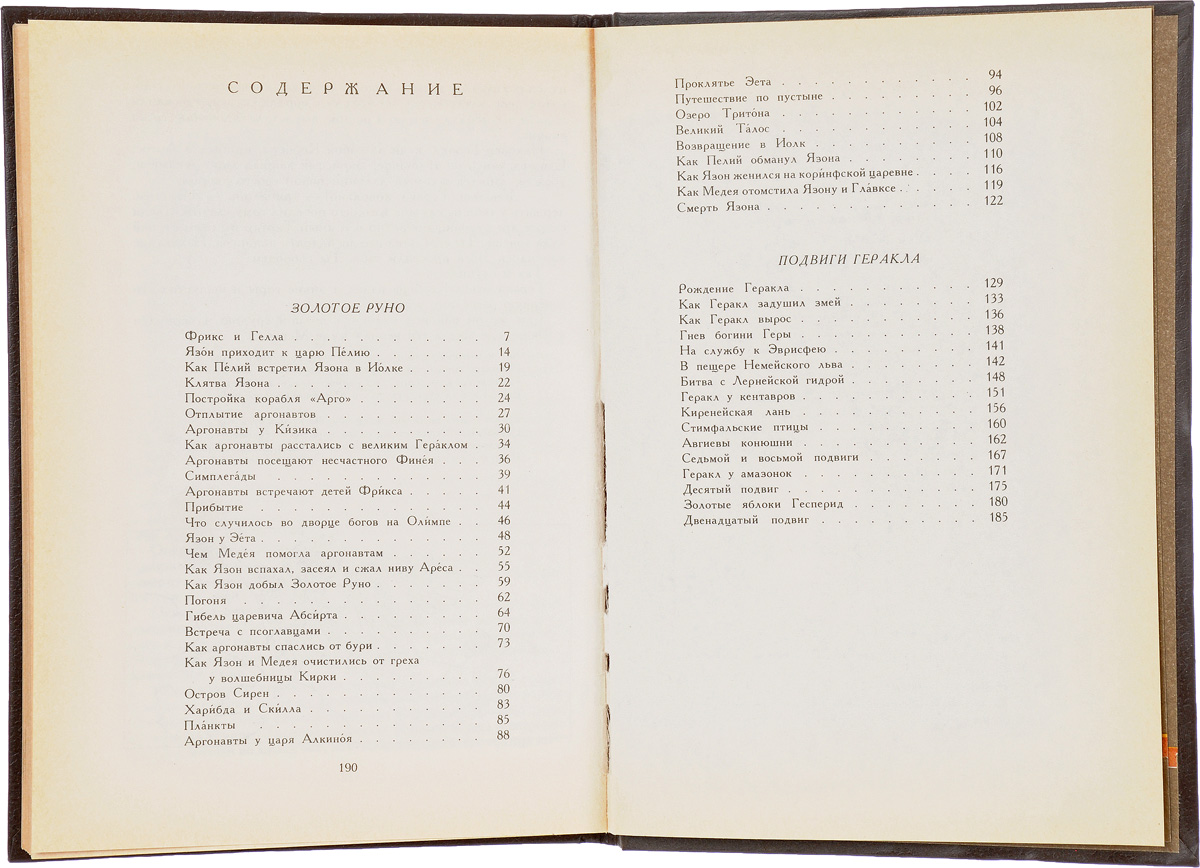 СОДЕРЖАНИЕ
ЗОЛОТОЕ РУНО
Фрикс и Гелла . . . . . . . . . . . . . 7
Язо́н приходит к царю Пе́лию . . . . . . . 14
Как Пе́лий встретил Язона в Ио́лке . . . . . 19
Клятва Язона . . . . . . . . . . . . . 22
Постройка корабля «Арго» . . . . . . . . 24
Отплытие аргонавтов . . . . . . . . . . 27
Аргонавты у Ки́зика . . . . . . . . . . 30
Как аргонавты расстались с великим Гера́клом . 34
Аргонавты посещают несчастного Фине́я . . . 36
Симплега́ды . . . . . . . . . . . . . 39
Аргонавты встречают детей Фри́кса . . . . . 41
Прибытие . . . . . . . . . . . . . . 44
Что случилось во дворце богов на Оли́мпе . . 46
Язон у Эе́та . . . . . . . . . . . . . . 48
Чем Меде́я помогла аргонавтам . . . . . . 52
Как Язон вспахал, засеял и сжал ниву Аре́са . . 55
Как Язон добыл Золотое Руно . . . . . . . 59
Погоня . . . . . . . . . . . . . . . 62
Гибель царевича Абси́рта . . . . . . . . . 64
Встреча с псоглавцами . . . . . . . . . . 70
Как аргонавты спаслись от бури . . . . . . . 73
Как Язон и Медея очистились от греха
у волшебницы Кирки . . . . . . . . . 76
Остров Сирен . . . . . . . . . . . . . 80
Хари́бда и Ски́лла . . . . . . . . . . . 83
Пла́нкты . . . . . . . . . . . . . . 85
Аргонавты у царя Алкино́я . . . . . . . . 88
190
Проклятье Эета . . . . . . . . . . . . 94
Путешествие по пустыне . . . . . . . . . 96
Озеро Трито́на . . . . . . . . . . . . 102
Великий Та́лос . . . . . . . . . . . . 104
Возвращение в Иолк . . . . . . . . . . 108
Как Пелий обманул Язона . . . . . . . . 110
Как Язон женился на кори́нфской царевне . . . . 116
Как Медея отомстила Язону и Гла́вксе . . . . . 119
Смерть Язона . . . . . . . . . . . . . 122
ПОДВИГИ ГЕРАКЛА
Рождение Геракла . . . . . . . . . . . 129
Как Геракл задушил змей . . . . . . . . 133
Как Геракл вырос . . . . . . . . . . . 136
Гнев богини Геры . . . . . . . . . . . 138
На службу к Эврисфею . . . . . . . . . 141
В пещере Немейского льва . . . . . . . . 142
Битва с Лернейской гидрой . . . . . . . . 148
Геракл у кентавров . . . . . . . . . . . 151
Киренейская лань . . . . . . . . . . . 156
Стимфальские птицы . . . . . . . . . . 160
Авгиевы конюшни . . . . . . . . . . . 162
Седьмой и восьмой подвиги . . . . . . . 167
Геракл у амазонок . . . . . . . . . . . 171
Десятый подвиг . . . . . . . . . . . . 175
Золотые яблоки Гесперид . . . . . . . . 180
Двенадцатый подвиг . . . . . . . . . . 185